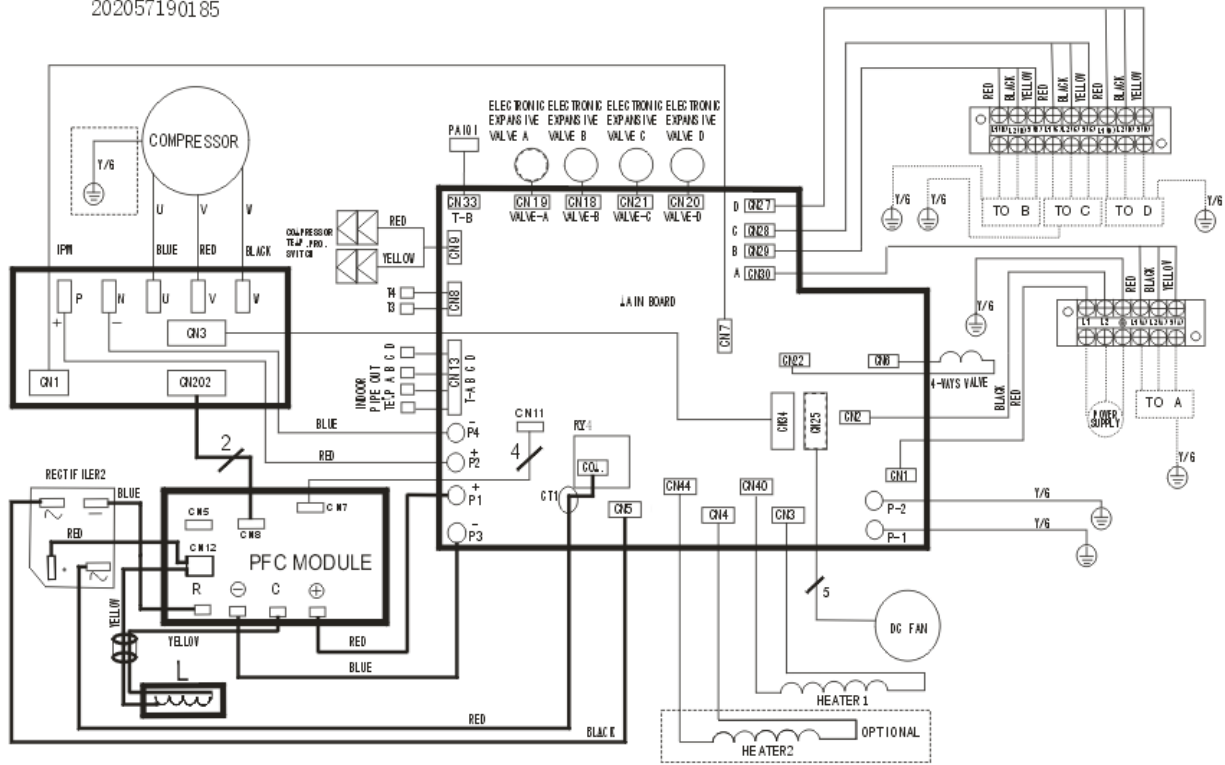 202057190185
ELECTRONIC ELECTRONIC ELECTRONIC ELECTRONIC
EXPANSIVE EXPANSIVE EXPANSIVE EXPANSIVE
VALVE A VALVE B VALVE C VALVE D
PA101
COMPRESSOR
Y/G
U
V
W
BLUE
RED
BLACK
IPM
P
N
U
V
W
+
−
CN3
CN1
CN202
COMPRESSOR
TEMP.PRO.
SWITCH
RED
YELLOW
T4
T3
INDOOR
PIPE OUT
TEMP A B C D
CN33
T-B
CN19
VALVE-A
CN18
VALVE-B
CN21
VALVE-C
CN20
VALVE-D
CN9
CN8
CN13
T-A B C D
MAIN BOARD
CN7
D CN27
C CN28
B CN29
A CN30
RED
BLACK
YELLOW
RED
BLACK
YELLOW
RED
BLACK
YELLOW
TO B
TO C
TO D
Y/G
Y/G
Y/G
Y/G
RED
BLACK
YELLOW
L1
L2
POWER
SUPPLY
TO A
Y/G
CN22
CN6
4-WAYS VALVE
BLACK
RED
CN34
CN25
CN2
CN1
CN11
4
RY4
COM.
CT1
CN5
CN44
CN4
CN40
CN3
P-2
P-1
Y/G
Y/G
−
P4
+
P2
+
P1
−
P3
BLUE
RED
2
RECTIFILER2
BLUE
RED
CN5
CN8
CN7
CN12
PFC MODULE
R
⊖
C
⊕
YELLOW
YELLOW
L
RED
BLUE
RED
BLACK
5
DC FAN
HEATER1
HEATER2
OPTIONAL